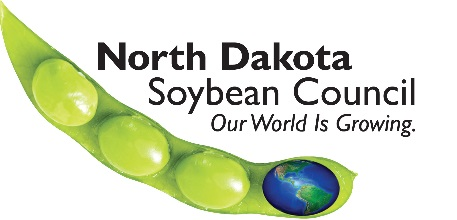 North Dakota
Soybean Council
Our World Is Growing.